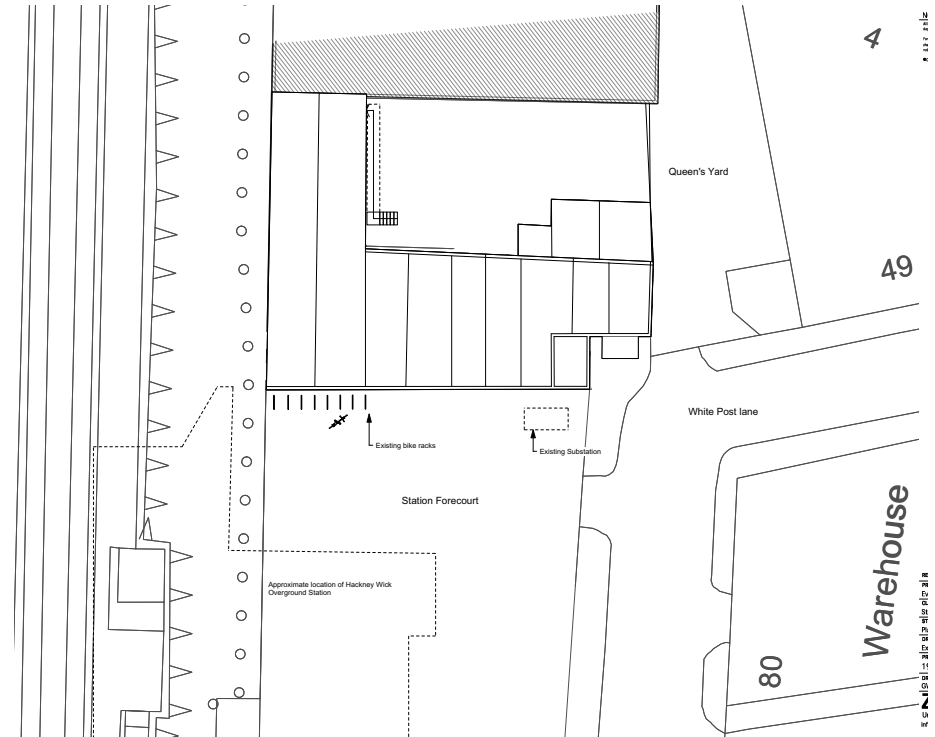 4
Queen's Yard
49
White Post lane
Existing bike racks
Existing Substation
Station Forecourt
Warehouse
Approximate location of Hackney Wick
Overground Station
80